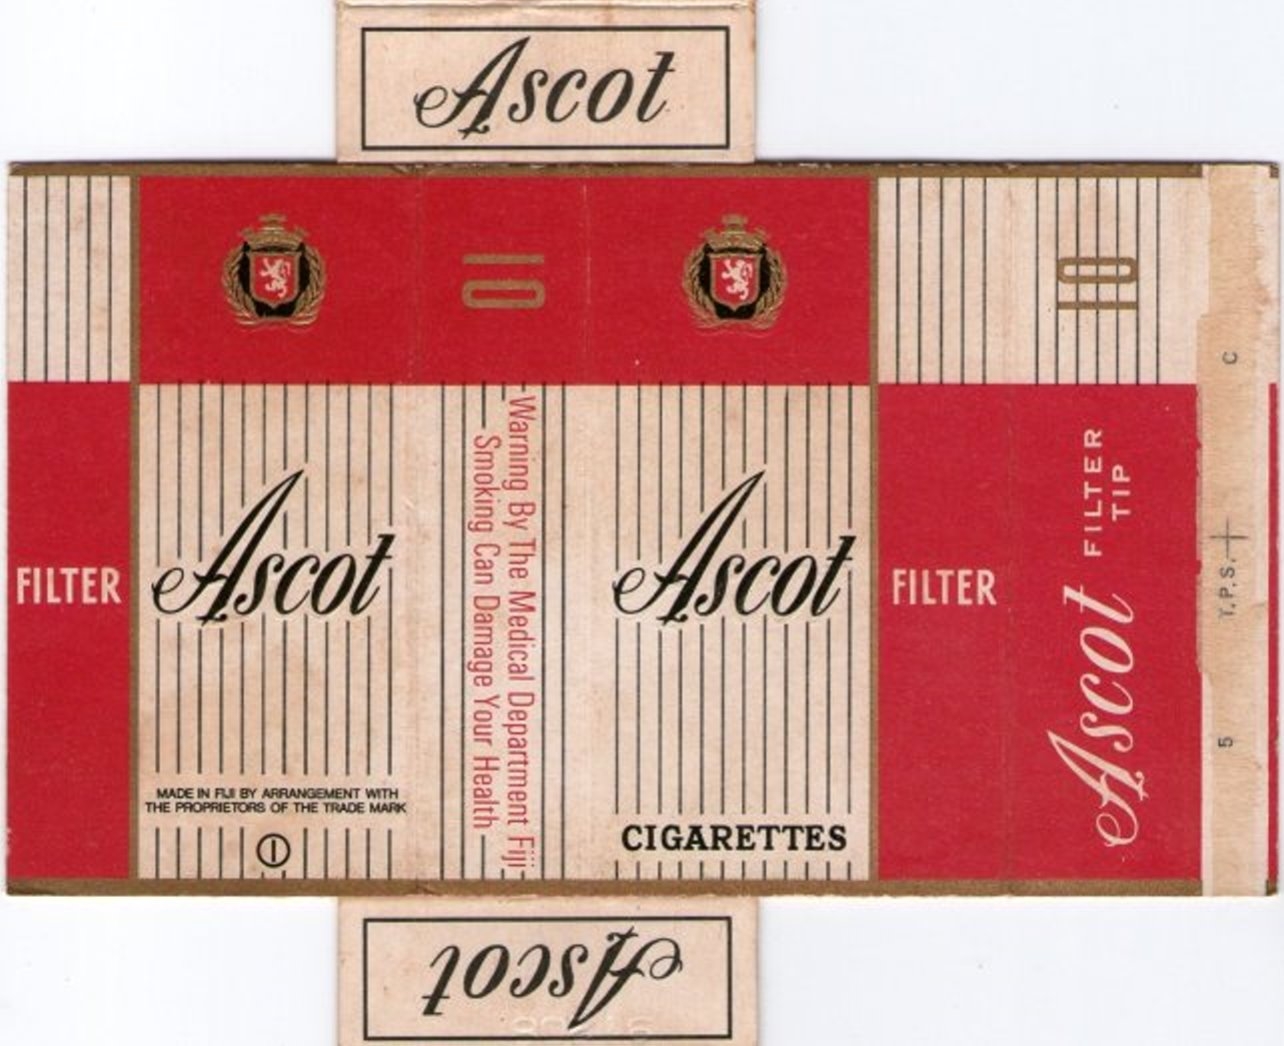 Ascot
10
10
FILTER
Ascot
MADE IN FIJI BY ARRANGEMENT WITH
THE PROPRIETORS OF THE TRADE MARK
1
Warning By The Medical Department Fiji
Smoking Can Damage Your Health
Ascot
CIGARETTES
FILTER
Ascot FILTER
TIP
5 T.P.S. C
Ascot